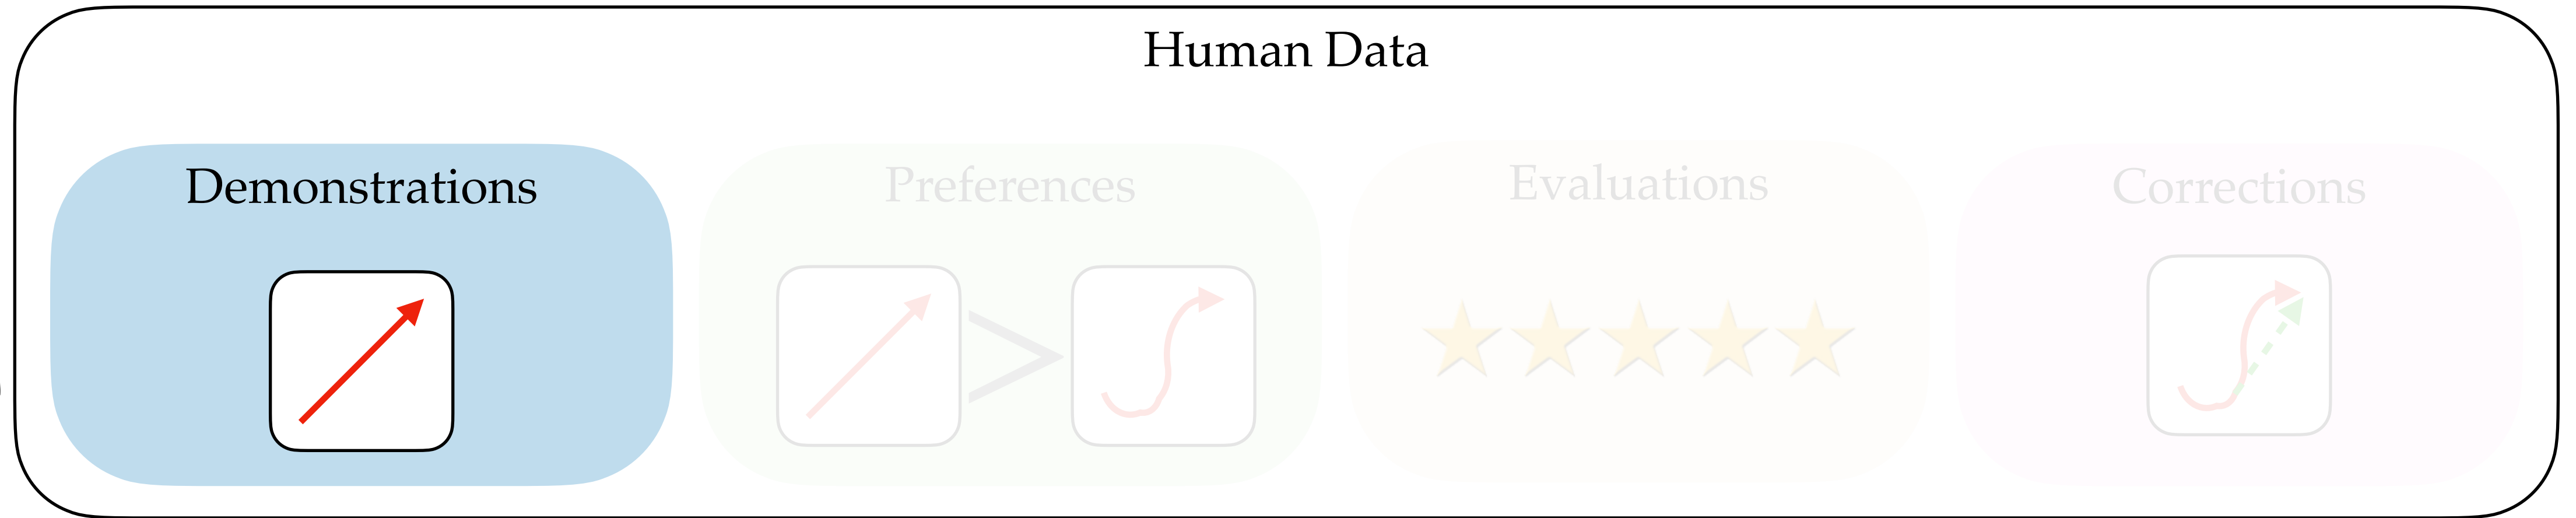 Human Data
Demonstrations
Preferences
>
Evaluations
Corrections